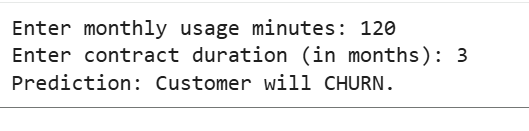 Enter monthly usage minutes: 120
Enter contract duration (in months): 3
Prediction: Customer will CHURN.